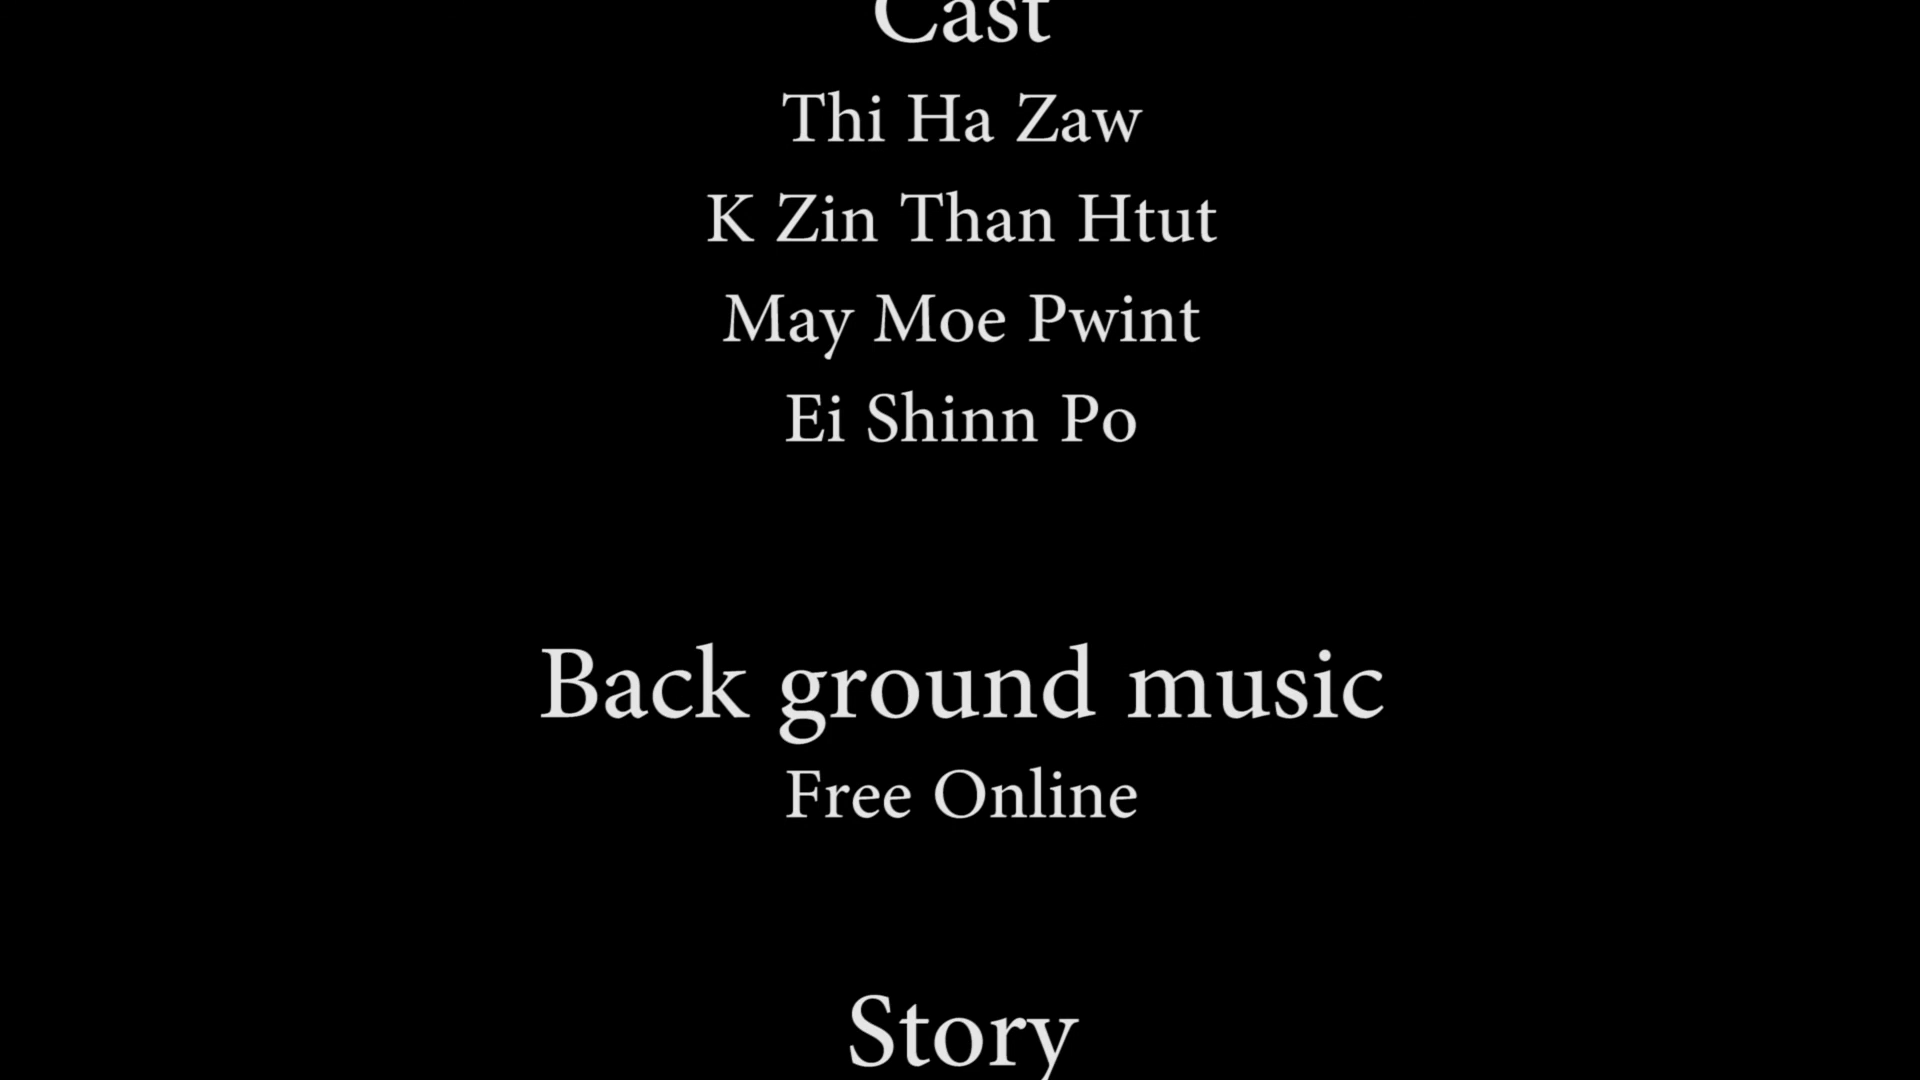 Cast
Thi Ha Zaw
K Zin Than Htut
May Moe Pwint
Ei Shinn Po
Back ground music
Free Online
Story